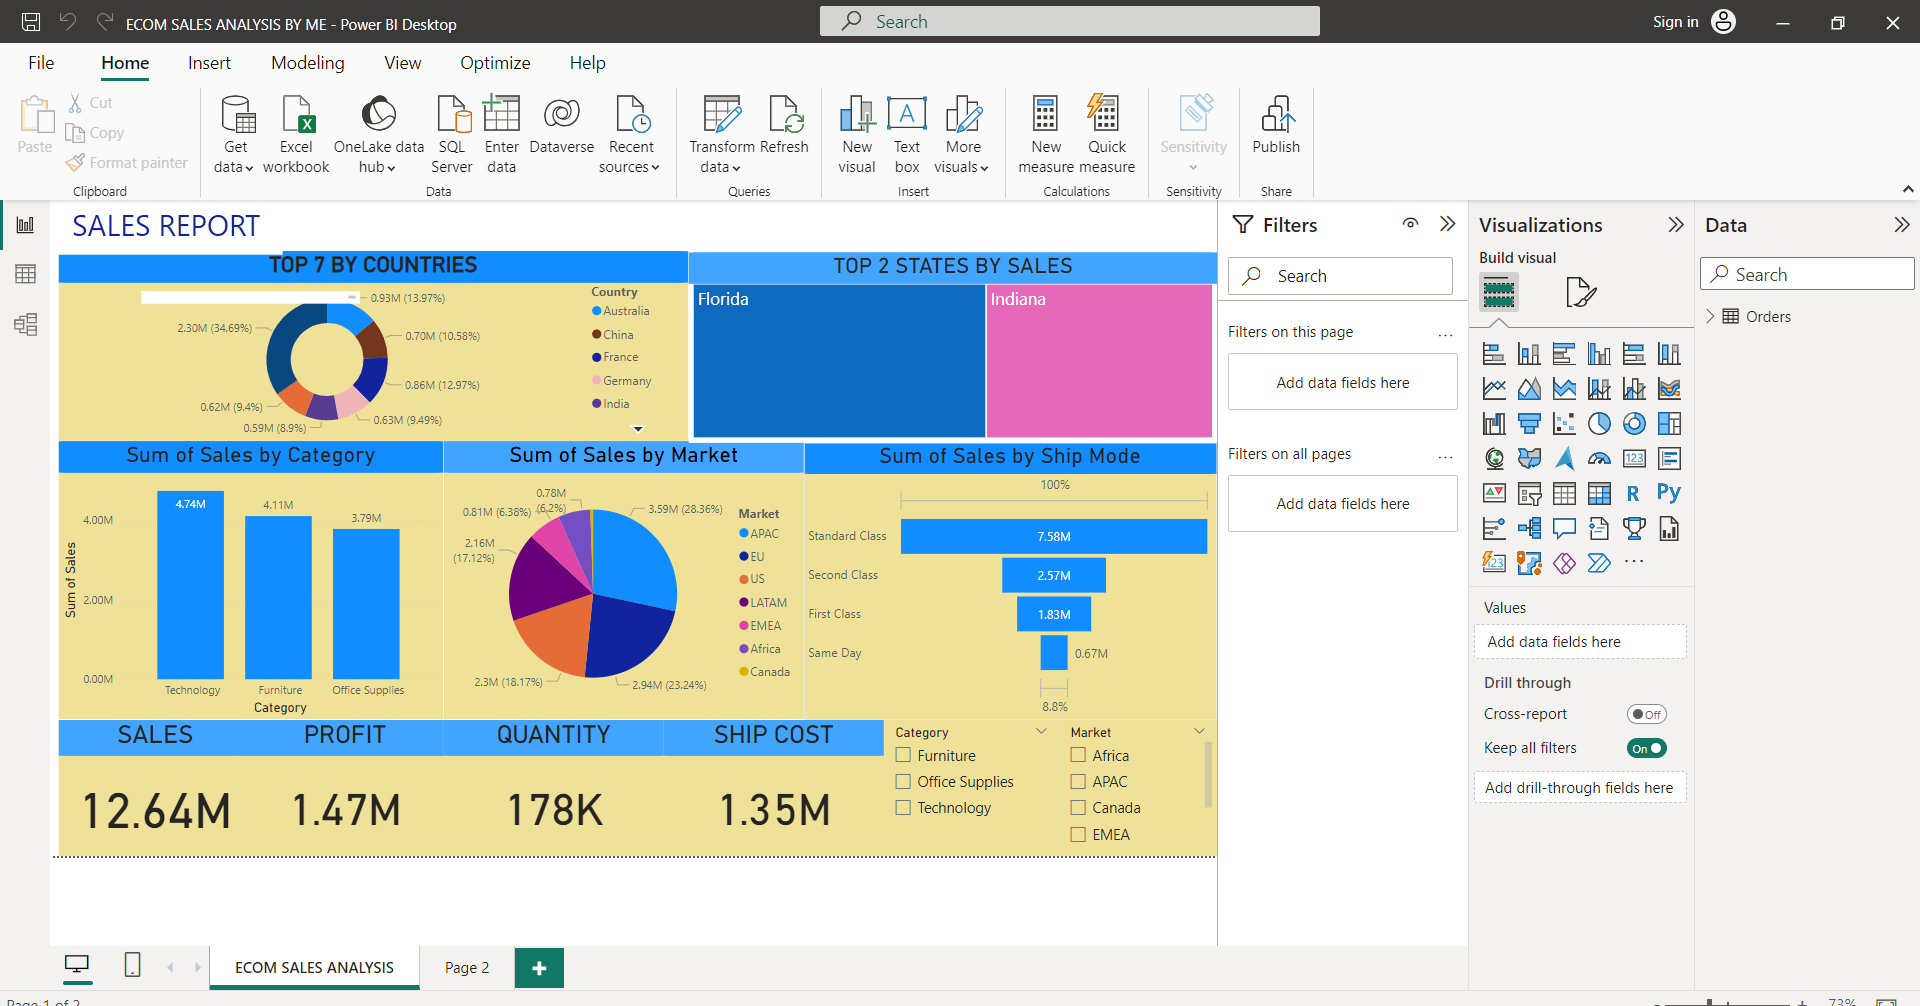 ECOM SALES ANALYSIS BY ME - Power BI Desktop
Search
Sign in
File Home Insert Modeling View Optimize Help
Paste
Cut
Copy
Format painter
Clipboard
Get data
Excel workbook
OneLake data hub
SQL Server
Enter data
Dataverse
Recent sources
Data
Transform data
Refresh
Queries
New visual
Text box
More visuals
Insert
New measure
Quick measure
Calculations
Sensitivity
Sensitivity
Publish
Share
SALES REPORT
TOP 7 BY COUNTRIES
0.93M (13.97%)
0.70M (10.58%)
0.86M (12.97%)
0.63M (9.49%)
0.59M (8.9%)
0.62M (9.4%)
2.30M (34.69%)
Country
Australia
China
France
Germany
India
TOP 2 STATES BY SALES
Florida
Indiana
Sum of Sales by Category
Sum of Sales
4.00M
2.00M
0.00M
4.74M
4.11M
3.79M
Technology
Furniture
Office Supplies
Category
Sum of Sales by Market
3.59M (28.36%)
2.94M (23.24%)
2.3M (18.17%)
2.16M (17.12%)
0.81M (6.38%)
0.78M (6.2%)
Market
APAC
EU
US
LATAM
EMEA
Africa
Canada
Sum of Sales by Ship Mode
100%
Standard Class 7.58M
Second Class 2.57M
First Class 1.83M
Same Day 0.67M
8.8%
SALES
12.64M
PROFIT
1.47M
QUANTITY
178K
SHIP COST
1.35M
Category
Furniture
Office Supplies
Technology
Market
Africa
APAC
Canada
EMEA
Filters
Search
Filters on this page ...
Add data fields here
Filters on all pages ...
Add data fields here
Visualizations
Build visual
123
R
Py
123
...
Values
Add data fields here
Drill through
Cross-report Off
Keep all filters On
Add drill-through fields here
Data
Search
Orders
ECOM SALES ANALYSIS
Page 2
Page 1 of 2
73%